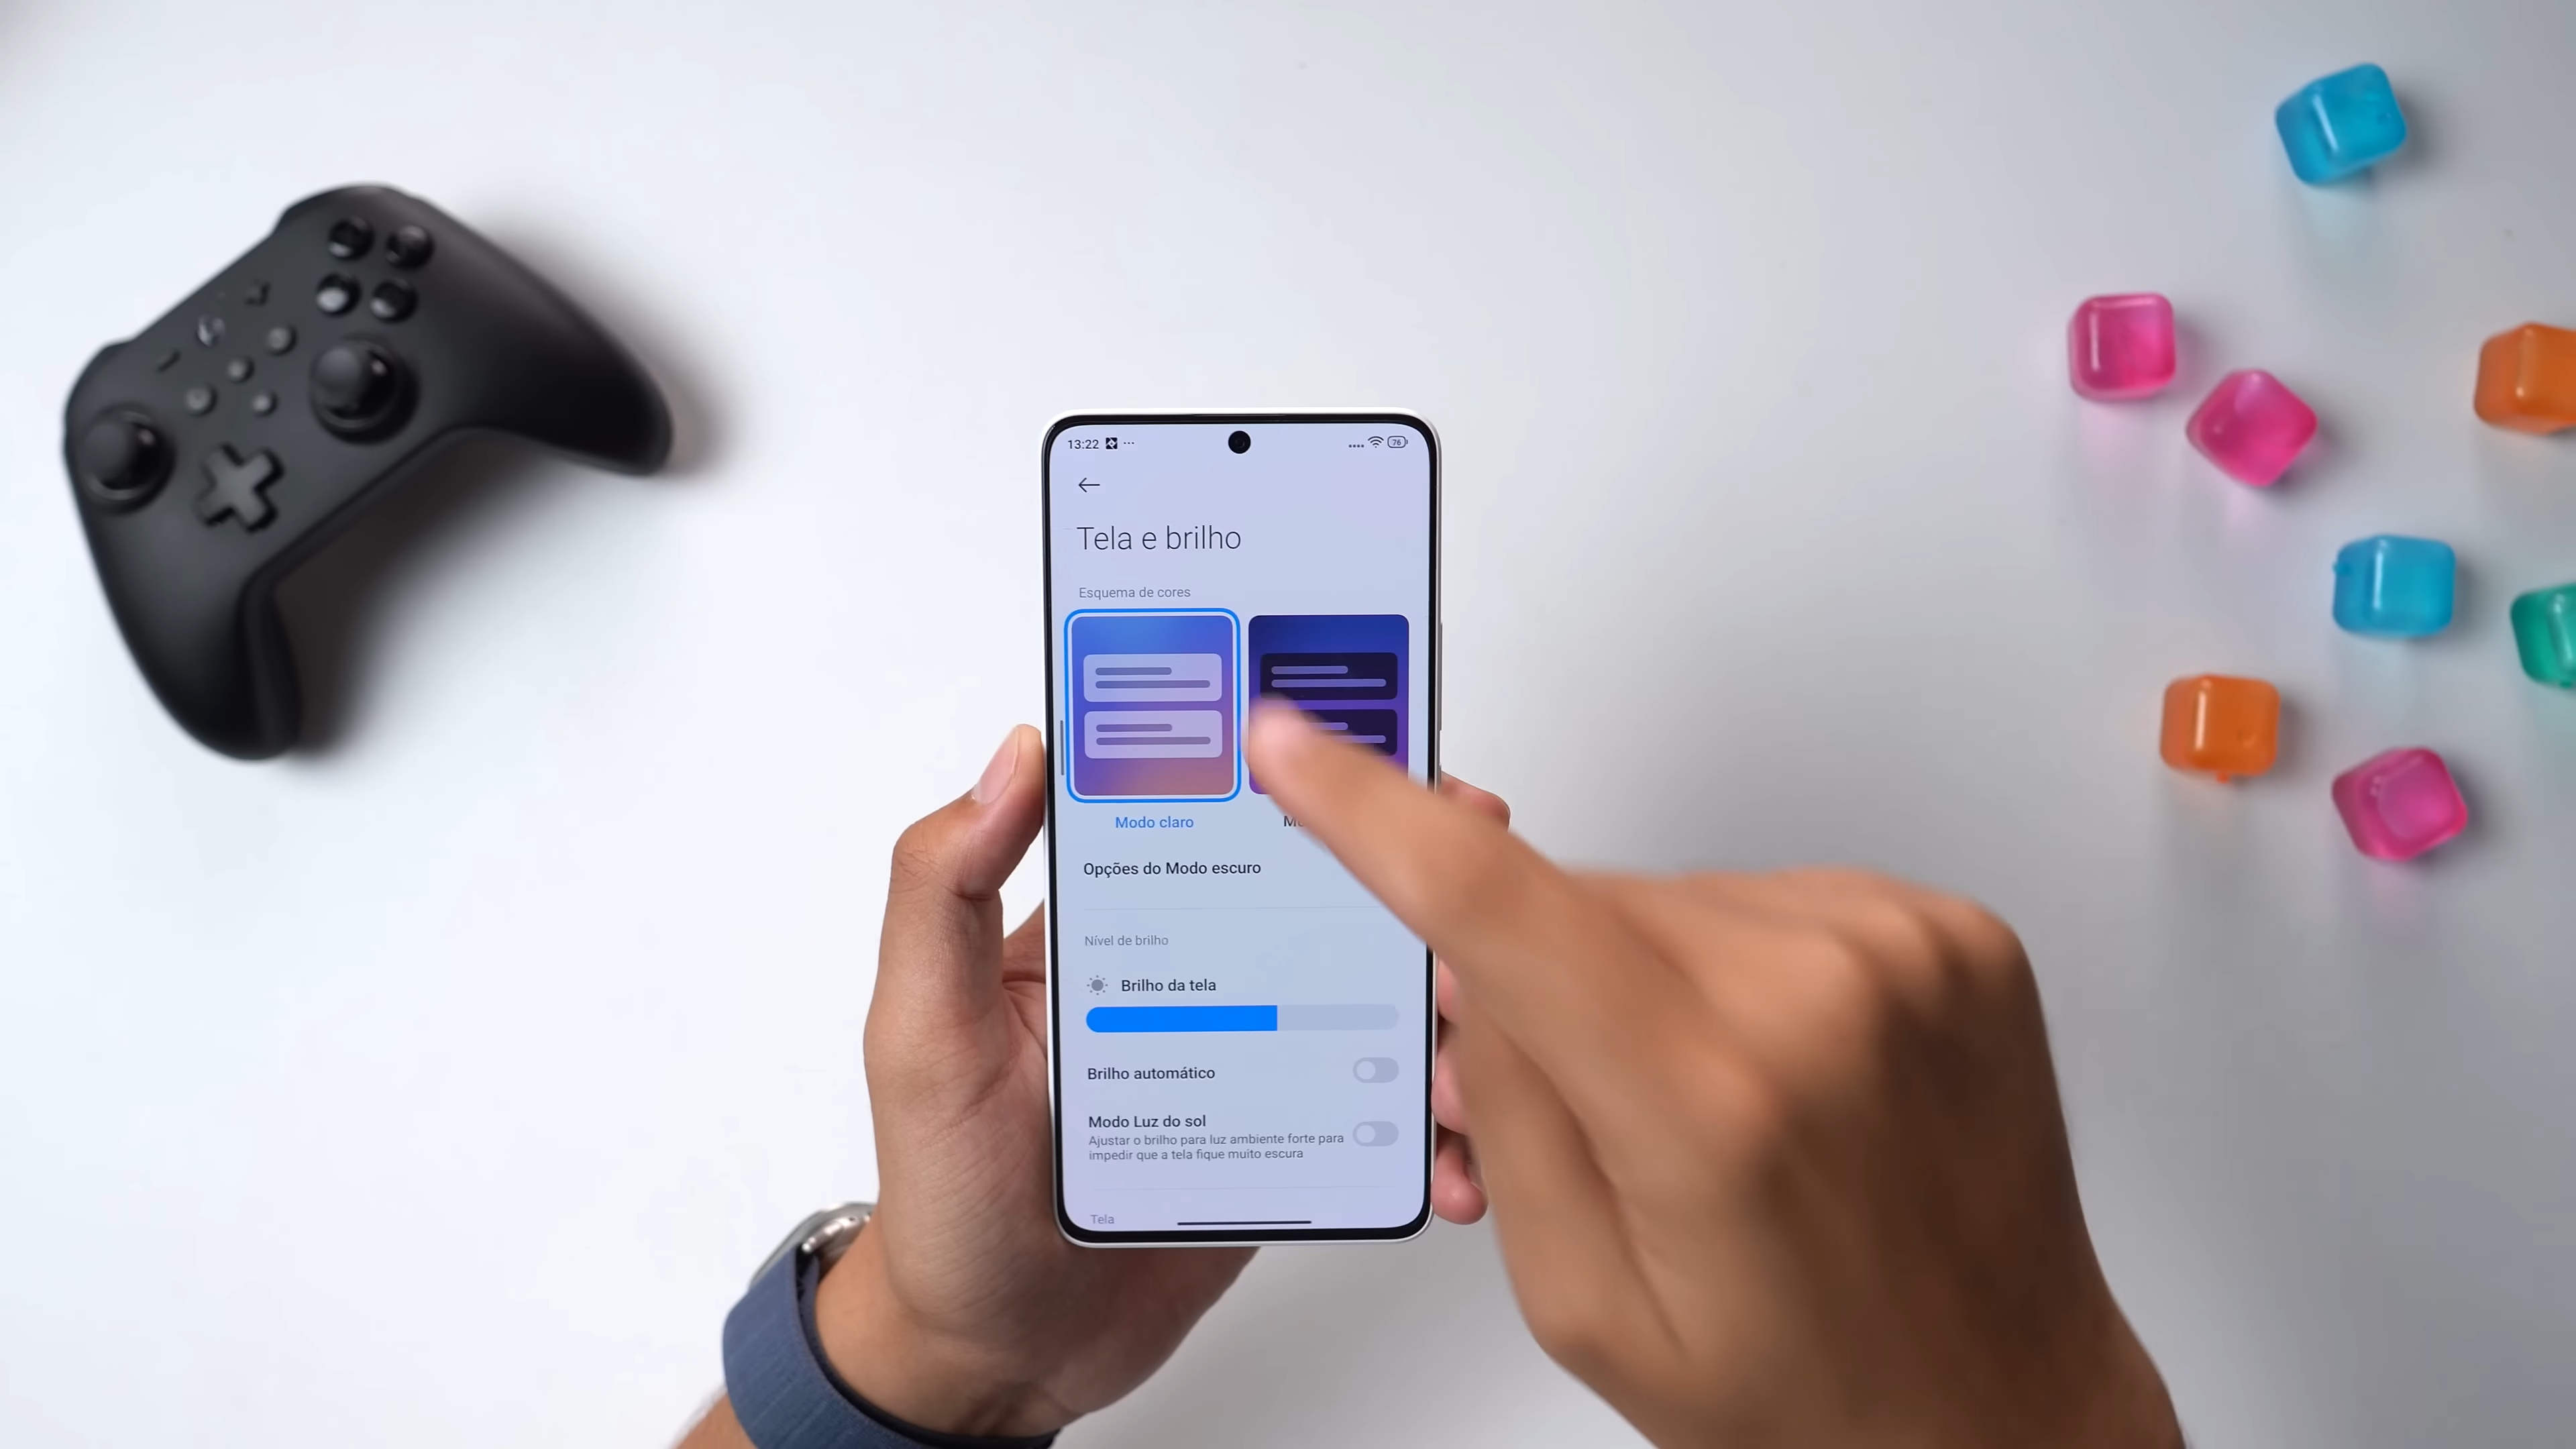 13:22
76
Tela e brilho
Esquema de cores
Modo claro
Opções do Modo escuro
Nível de brilho
Brilho da tela
Brilho automático
Modo Luz do sol
Ajustar o brilho para luz ambiente forte para
impedir que a tela fique muito escura
Tela